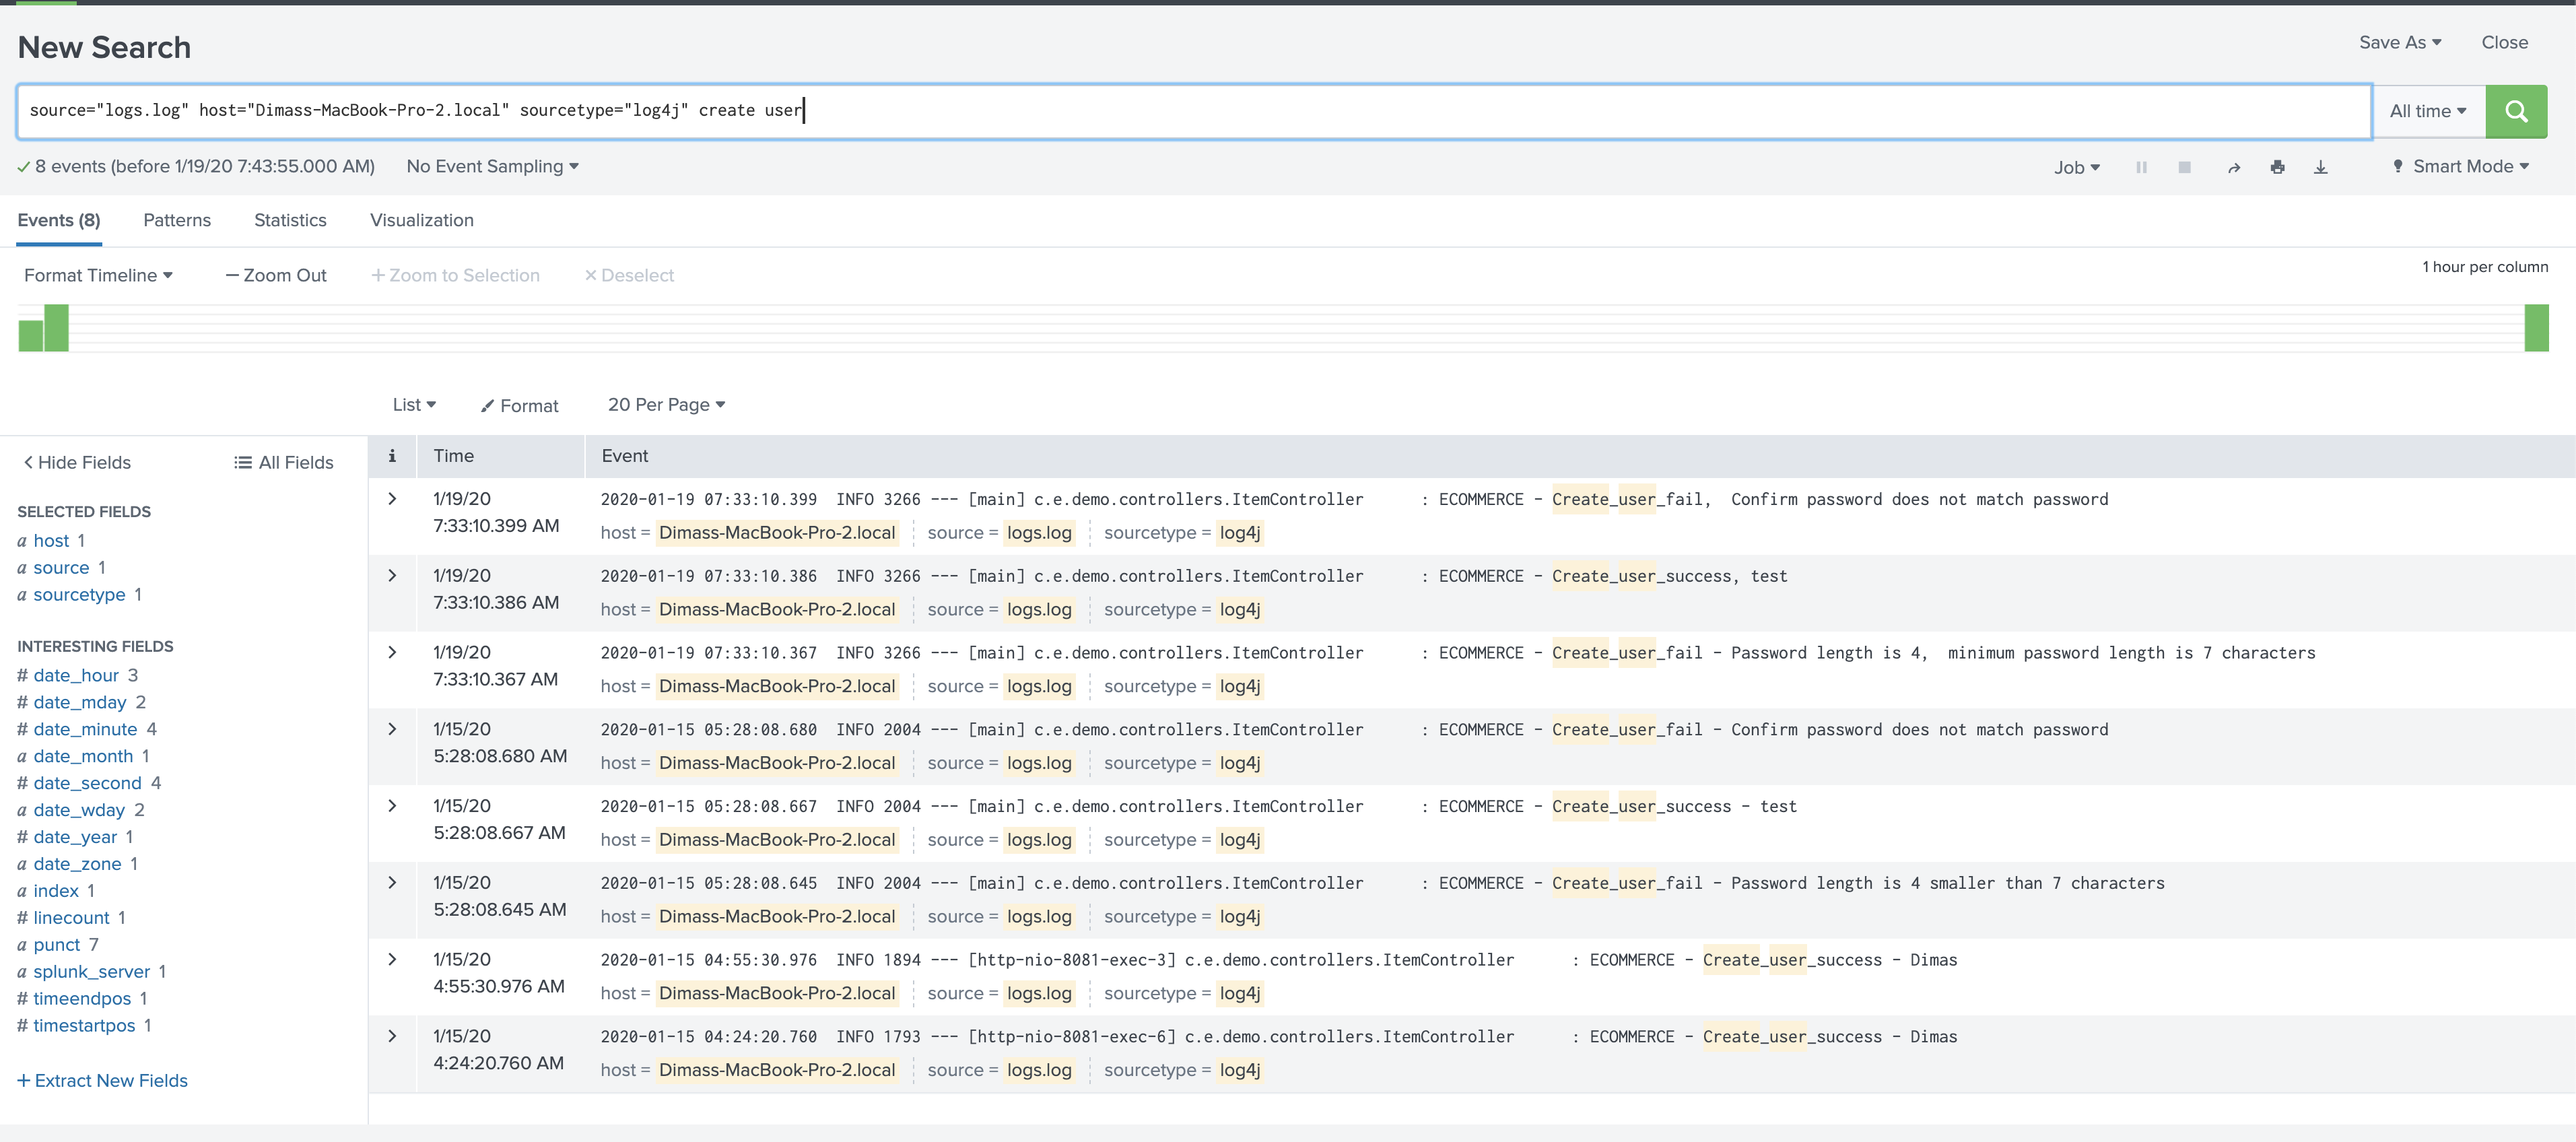 New Search
Save As
Close
source="logs.log" host="Dimass-MacBook-Pro-2.local" sourcetype="log4j" create user
All time
8 events (before 1/19/20 7:43:55.000 AM)
No Event Sampling
Job
Smart Mode
Events (8)
Patterns
Statistics
Visualization
Format Timeline
— Zoom Out
+ Zoom to Selection
× Deselect
1 hour per column
List
Format
20 Per Page
< Hide Fields
All Fields
SELECTED FIELDS
a host 1
a source 1
a sourcetype 1
INTERESTING FIELDS
# date_hour 3
# date_mday 2
# date_minute 4
a date_month 1
# date_second 4
a date_wday 2
# date_year 1
a date_zone 1
a index 1
# linecount 1
a punct 7
a splunk_server 1
# timeendpos 1
# timestartpos 1
+ Extract New Fields
i Time Event
> 1/19/20 2020-01-19 07:33:10.399 INFO 3266 --- [main] c.e.demo.controllers.ItemController : ECOMMERCE - Create_user_fail, Confirm password does not match password
7:33:10.399 AM host = Dimass-MacBook-Pro-2.local source = logs.log sourcetype = log4j
> 1/19/20 2020-01-19 07:33:10.386 INFO 3266 --- [main] c.e.demo.controllers.ItemController : ECOMMERCE - Create_user_success, test
7:33:10.386 AM host = Dimass-MacBook-Pro-2.local source = logs.log sourcetype = log4j
> 1/19/20 2020-01-19 07:33:10.367 INFO 3266 --- [main] c.e.demo.controllers.ItemController : ECOMMERCE - Create_user_fail - Password length is 4, minimum password length is 7 characters
7:33:10.367 AM host = Dimass-MacBook-Pro-2.local source = logs.log sourcetype = log4j
> 1/15/20 2020-01-15 05:28:08.680 INFO 2004 --- [main] c.e.demo.controllers.ItemController : ECOMMERCE - Create_user_fail - Confirm password does not match password
5:28:08.680 AM host = Dimass-MacBook-Pro-2.local source = logs.log sourcetype = log4j
> 1/15/20 2020-01-15 05:28:08.667 INFO 2004 --- [main] c.e.demo.controllers.ItemController : ECOMMERCE - Create_user_success - test
5:28:08.667 AM host = Dimass-MacBook-Pro-2.local source = logs.log sourcetype = log4j
> 1/15/20 2020-01-15 05:28:08.645 INFO 2004 --- [main] c.e.demo.controllers.ItemController : ECOMMERCE - Create_user_fail - Password length is 4 smaller than 7 characters
5:28:08.645 AM host = Dimass-MacBook-Pro-2.local source = logs.log sourcetype = log4j
> 1/15/20 2020-01-15 04:55:30.976 INFO 1894 --- [http-nio-8081-exec-3] c.e.demo.controllers.ItemController : ECOMMERCE - Create_user_success - Dimas
4:55:30.976 AM host = Dimass-MacBook-Pro-2.local source = logs.log sourcetype = log4j
> 1/15/20 2020-01-15 04:24:20.760 INFO 1793 --- [http-nio-8081-exec-6] c.e.demo.controllers.ItemController : ECOMMERCE - Create_user_success - Dimas
4:24:20.760 AM host = Dimass-MacBook-Pro-2.local source = logs.log sourcetype = log4j